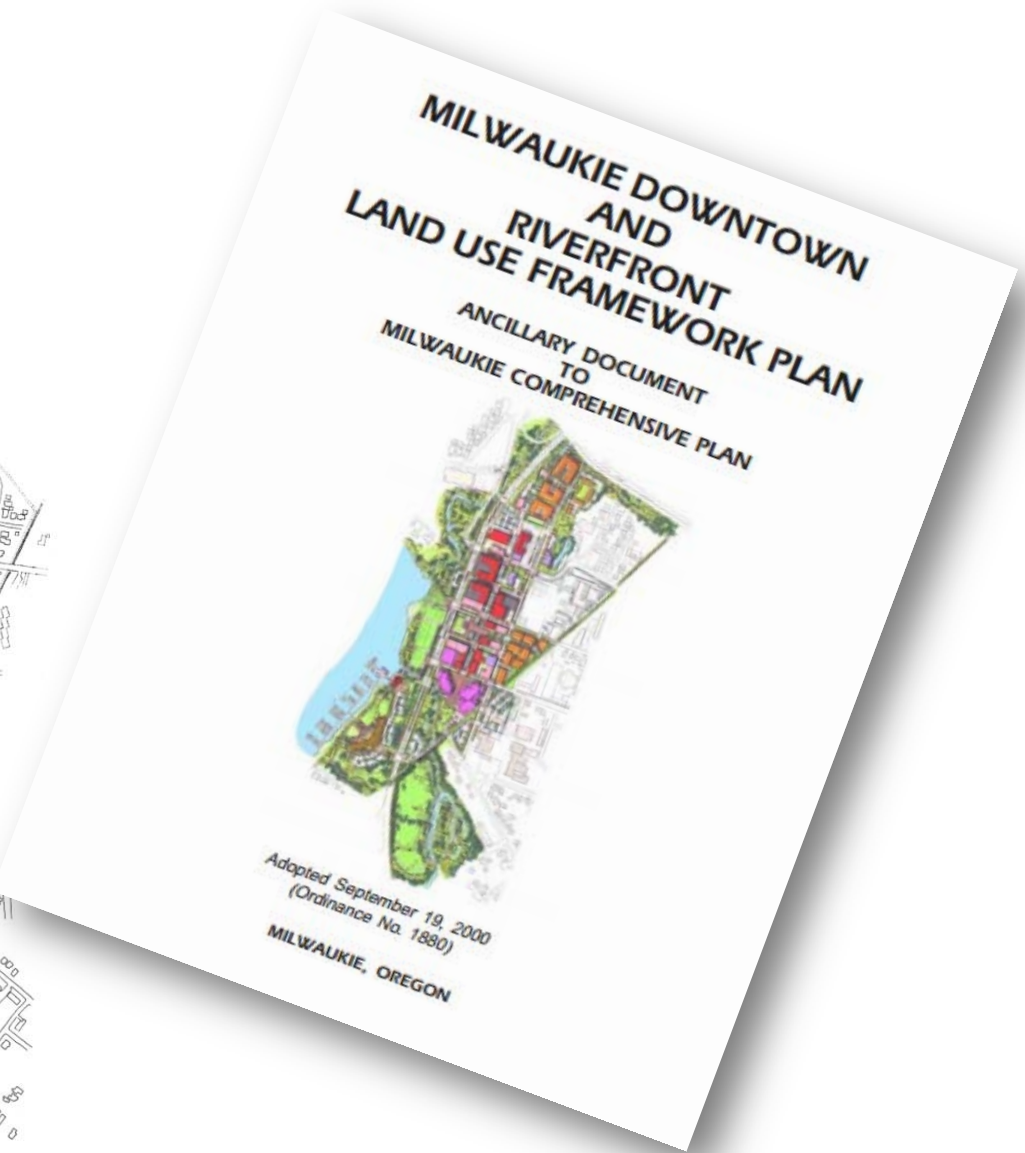 MILWAUKIE DOWNTOWN
AND
RIVERFRONT
LAND USE FRAMEWORK PLAN
ANCILLARY DOCUMENT
TO
MILWAUKIE COMPREHENSIVE PLAN
Adopted September 19, 2000
(Ordinance No. 1880)
MILWAUKIE, OREGON